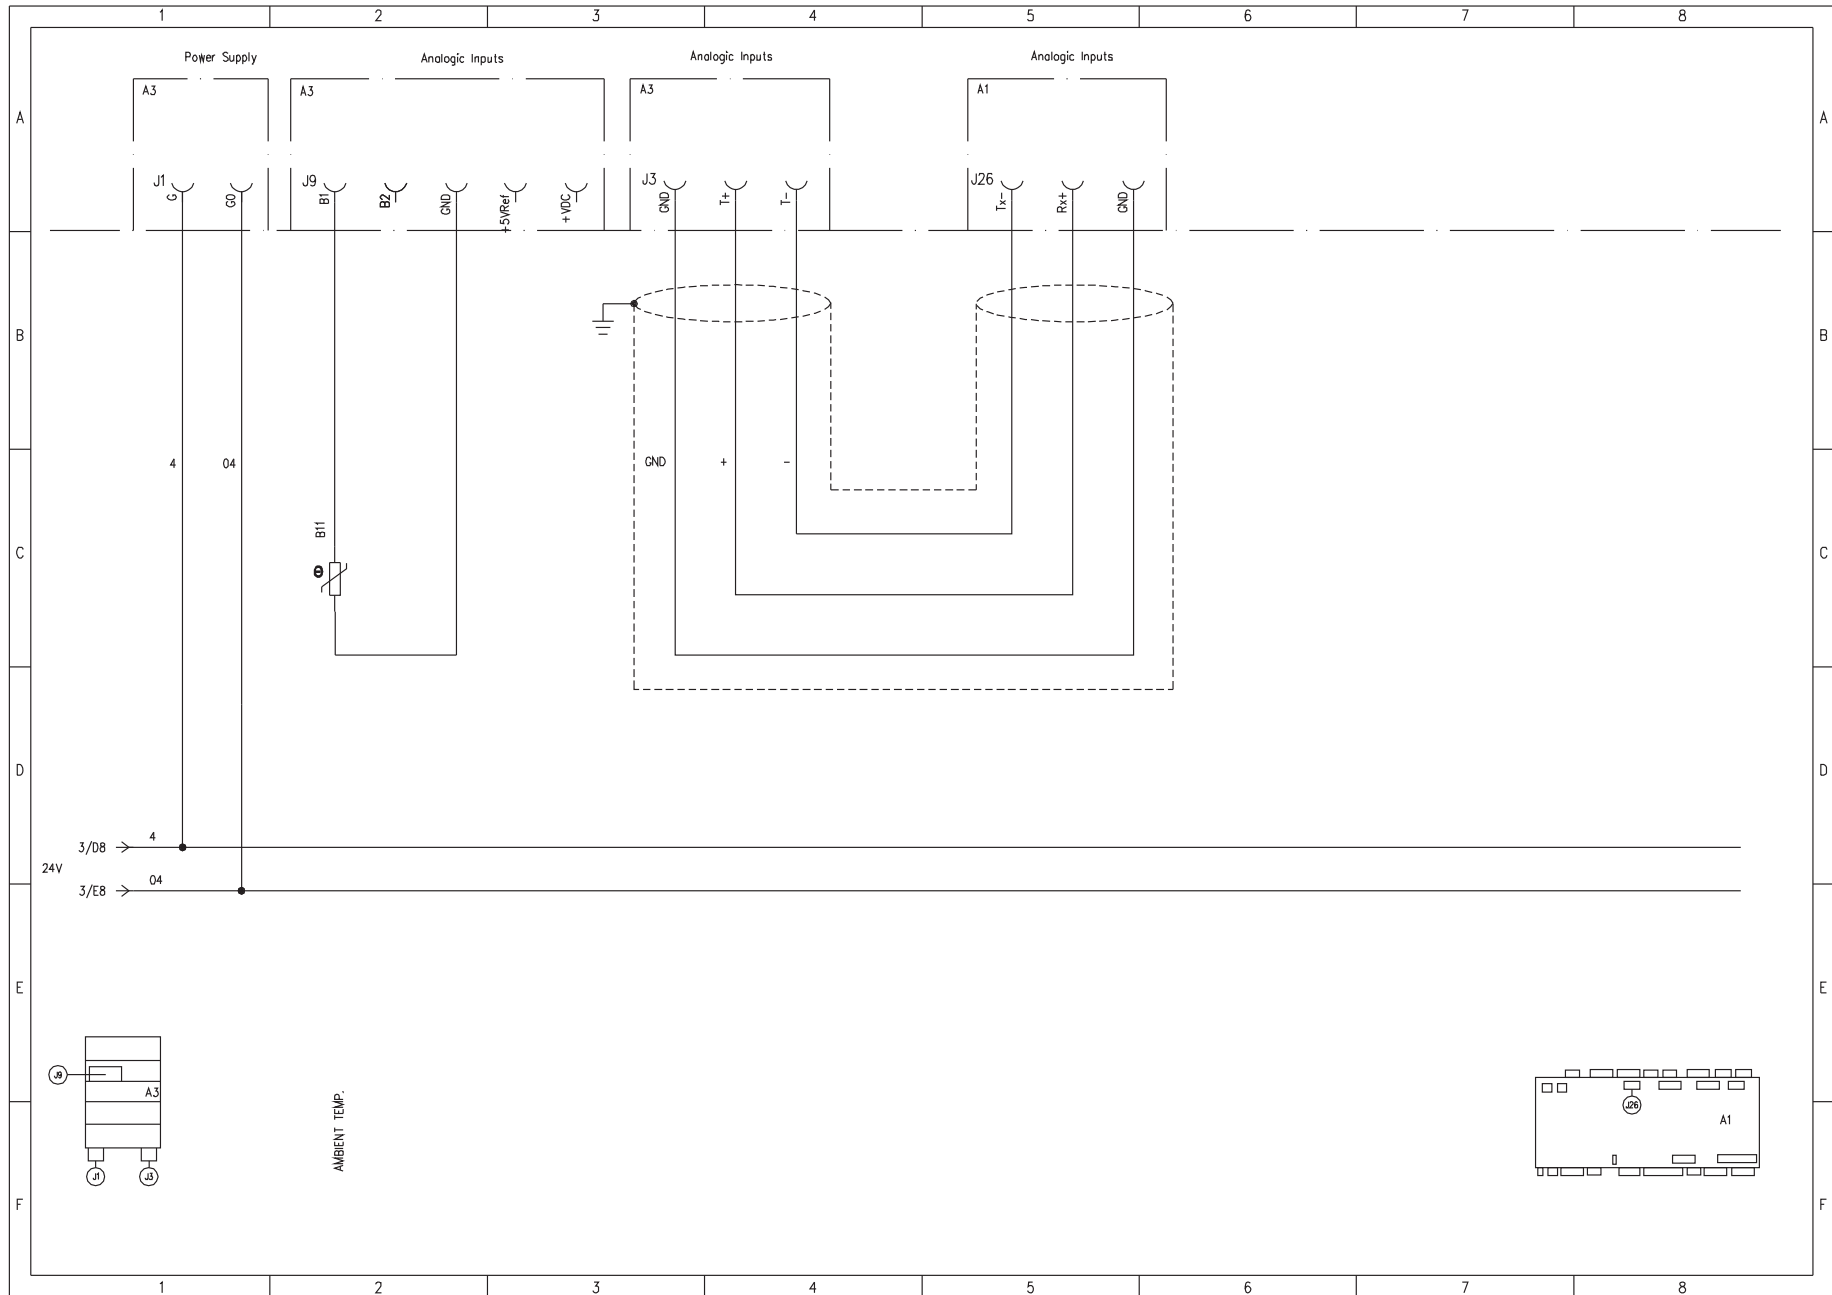 1 2 3 4 5 6 7 8
Power Supply
Analogic Inputs
Analogic Inputs
Analogic Inputs
A3
A3
A3
A1
A
A
J1
G
G0
J9
B1
B2
GND
+5VRef
+VDC
J3
GND
T+
T-
J26
Tx-
Rx+
GND
B
B
4
04
GND
+
-
B11
C
C
Θ
D
D
3/D8
4
24V
3/E8
04
E
E
J9
A3
J1
J3
AMBIENT TEMP.
J26
A1
F
F
1 2 3 4 5 6 7 8